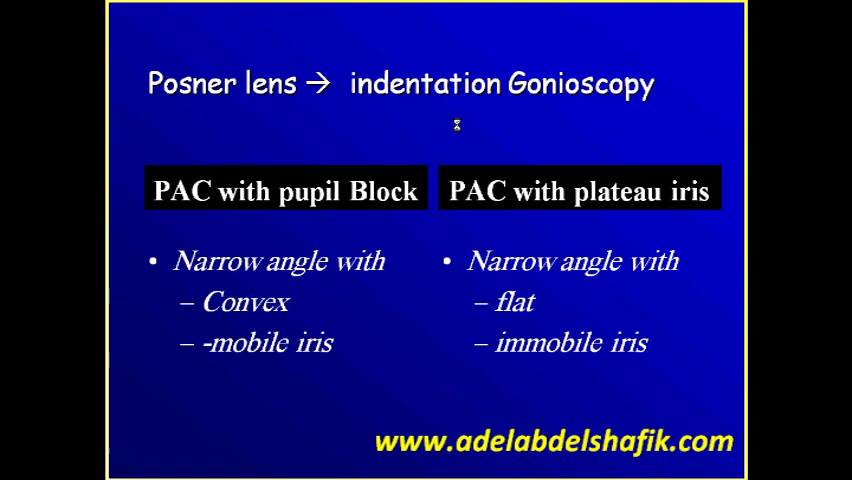 Posner lens → indentation Gonioscopy
PAC with pupil Block
• Narrow angle with
– Convex
– -mobile iris
PAC with plateau iris
• Narrow angle with
– flat
– immobile iris
www.adelabdelshafik.com